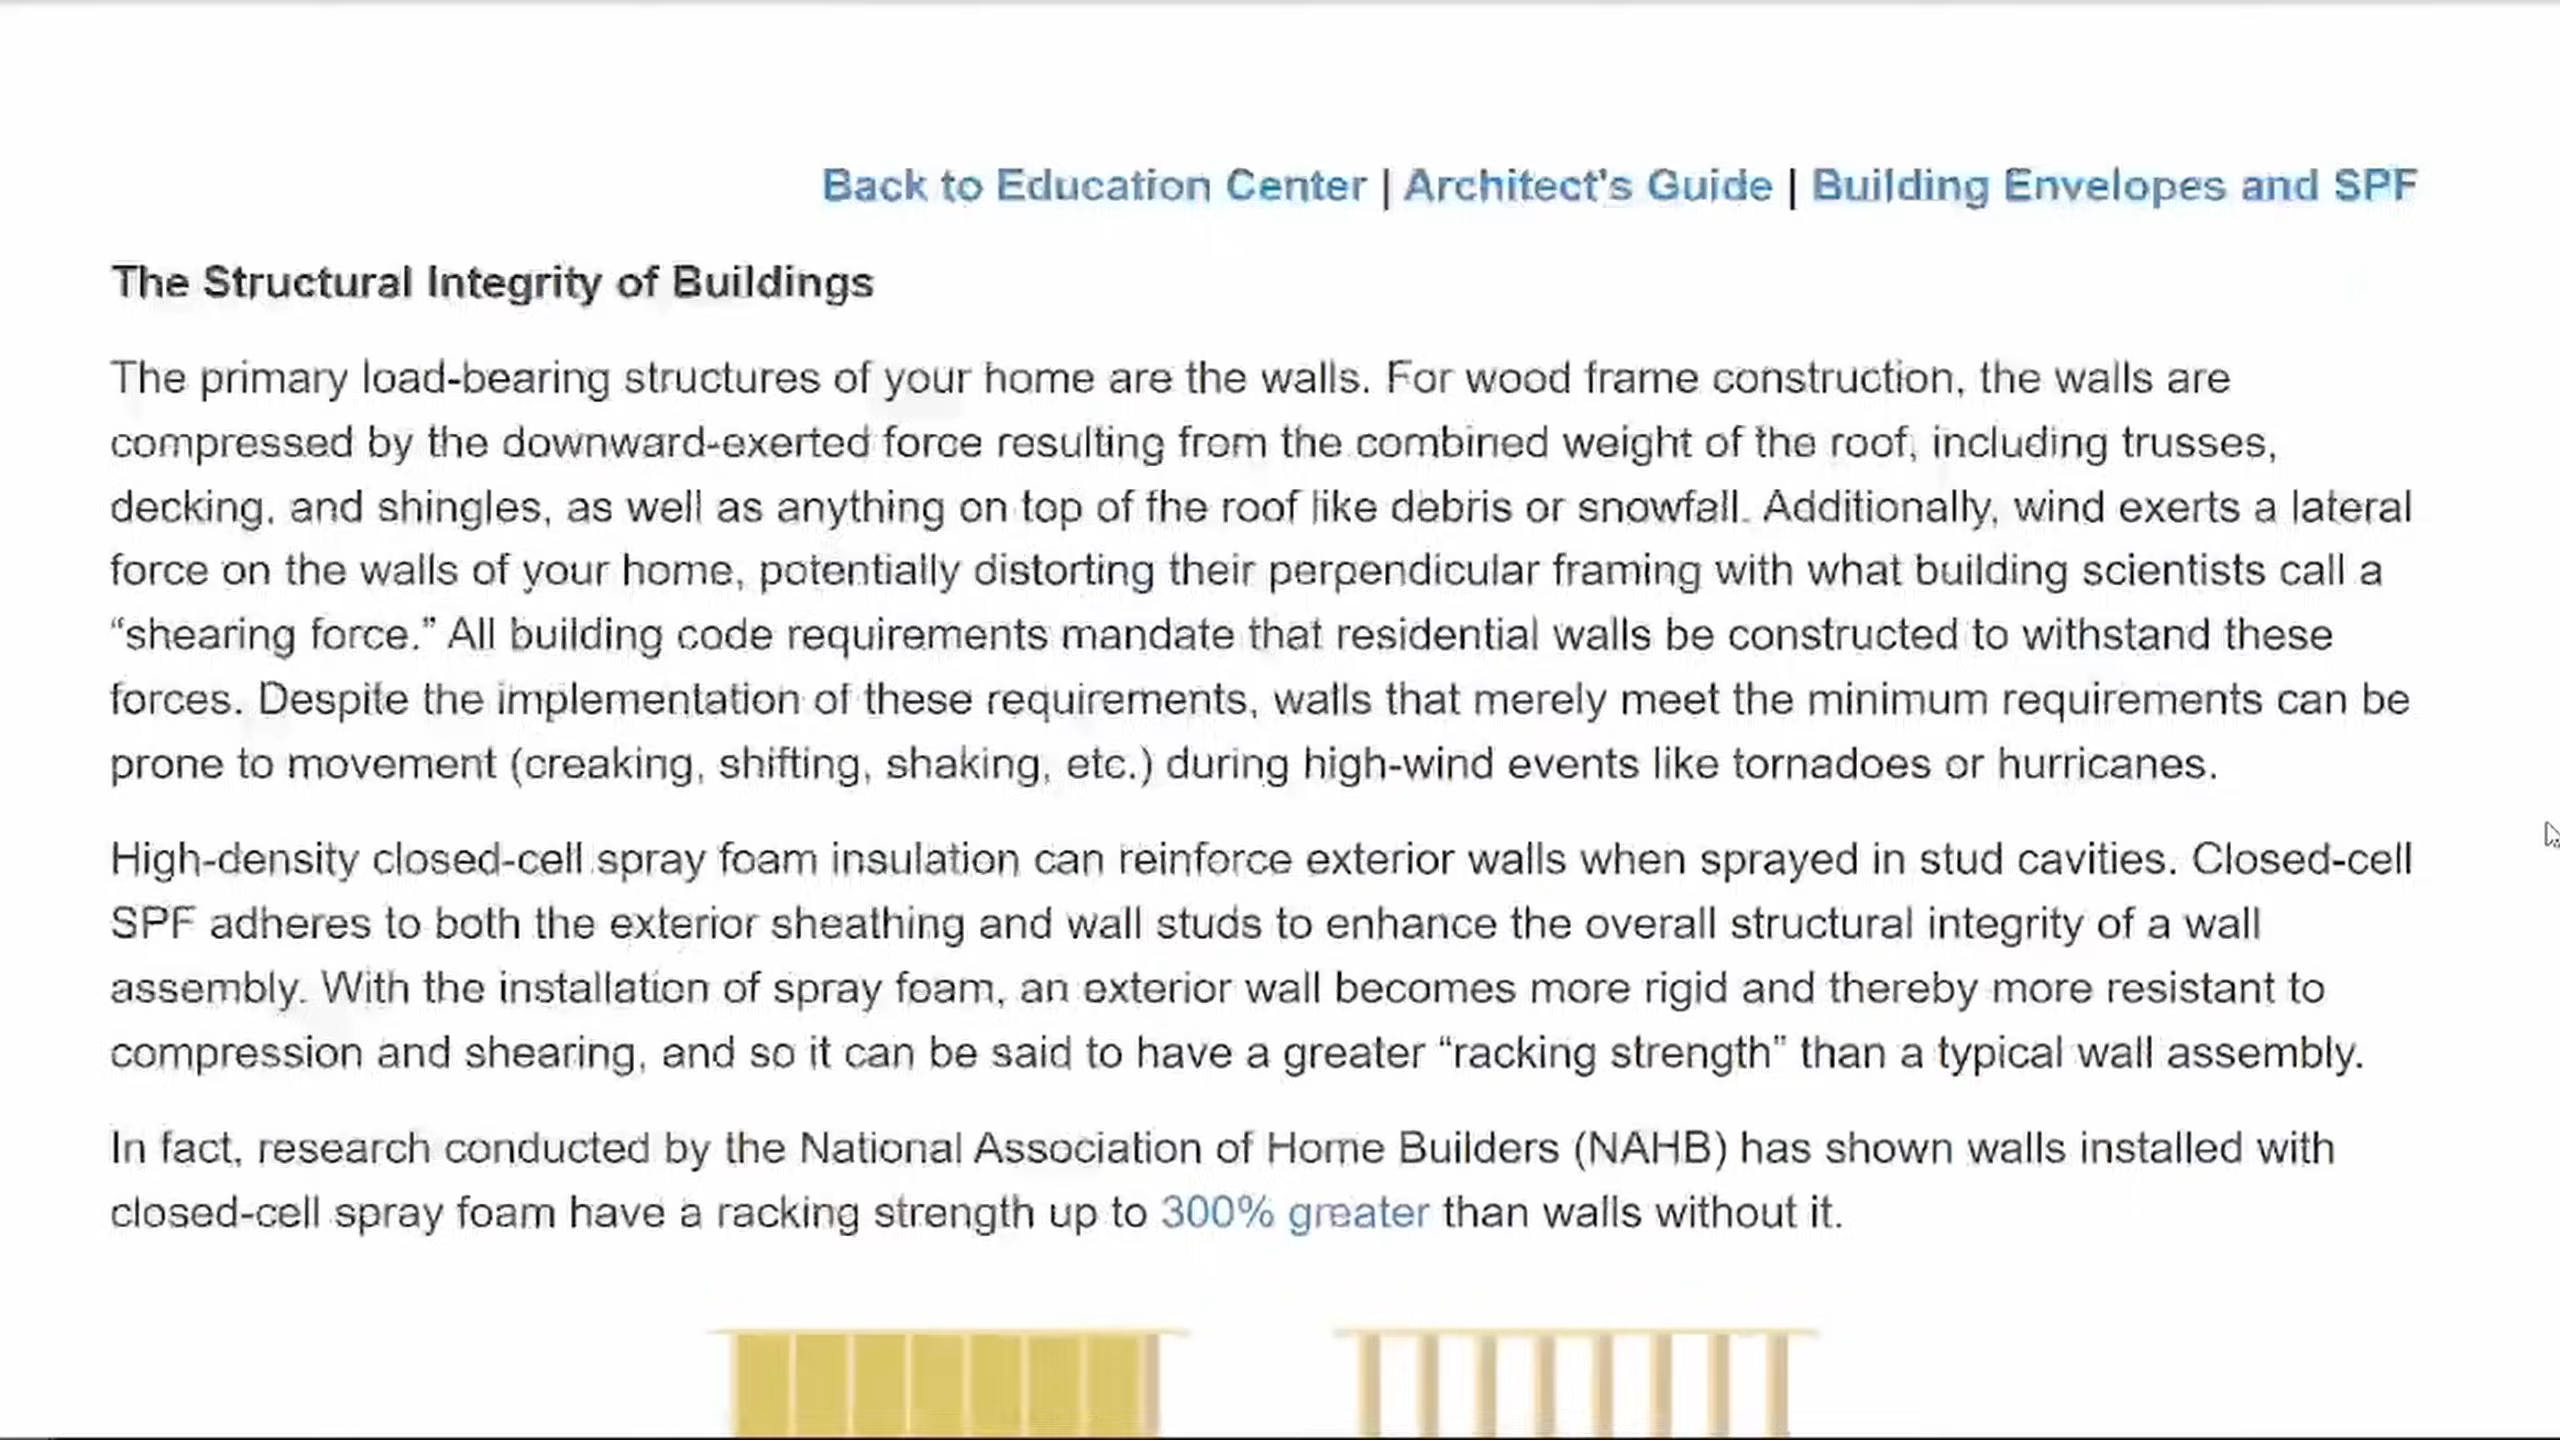 Back to Education Center | Architect's Guide | Building Envelopes and SPF
The Structural Integrity of Buildings
The primary load-bearing structures of your home are the walls. For wood frame construction, the walls are
compressed by the downward-exerted force resulting from the combined weight of the roof, including trusses,
decking, and shingles, as well as anything on top of the roof like debris or snowfall. Additionally, wind exerts a lateral
force on the walls of your home, potentially distorting their perpendicular framing with what building scientists call a
“shearing force.” All building code requirements mandate that residential walls be constructed to withstand these
forces. Despite the implementation of these requirements, walls that merely meet the minimum requirements can be
prone to movement (creaking, shifting, shaking, etc.) during high-wind events like tornadoes or hurricanes.
High-density closed-cell spray foam insulation can reinforce exterior walls when sprayed in stud cavities. Closed-cell
SPF adheres to both the exterior sheathing and wall studs to enhance the overall structural integrity of a wall
assembly. With the installation of spray foam, an exterior wall becomes more rigid and thereby more resistant to
compression and shearing, and so it can be said to have a greater “racking strength” than a typical wall assembly.
In fact, research conducted by the National Association of Home Builders (NAHB) has shown walls installed with
closed-cell spray foam have a racking strength up to 300% greater than walls without it.